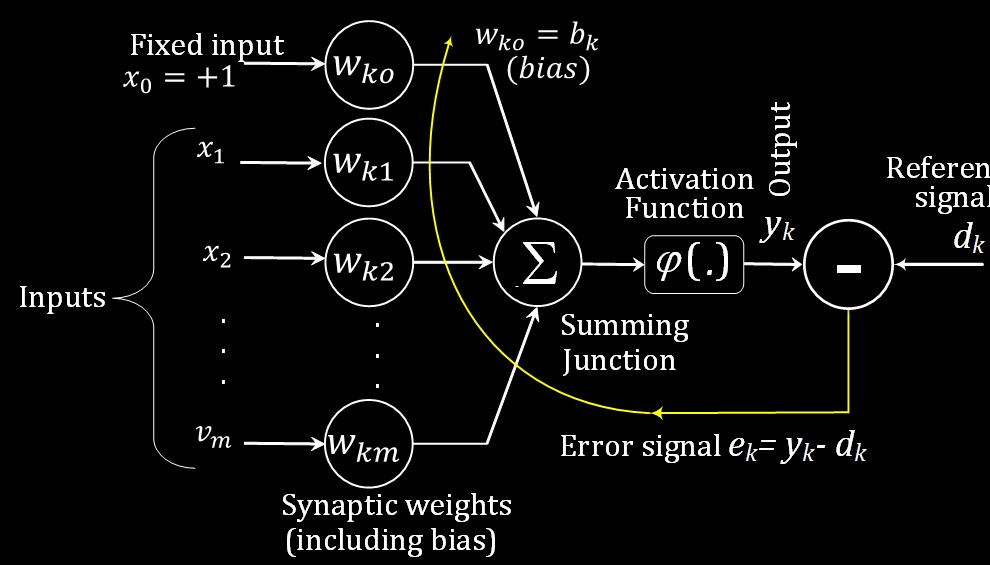 Fixed input
x₀ = +1
w_ko
w_ko = b_k
(bias)
x₁
w_k1
x₂
w_k2
Inputs
.
.
.
.
.
.
v_m
w_km
Synaptic weights
(including bias)
Σ
Summing
Junction
Activation
Function
φ(.)
Output
y_k
-
Referen
signal
d_k
Error signal e_k= y_k- d_k